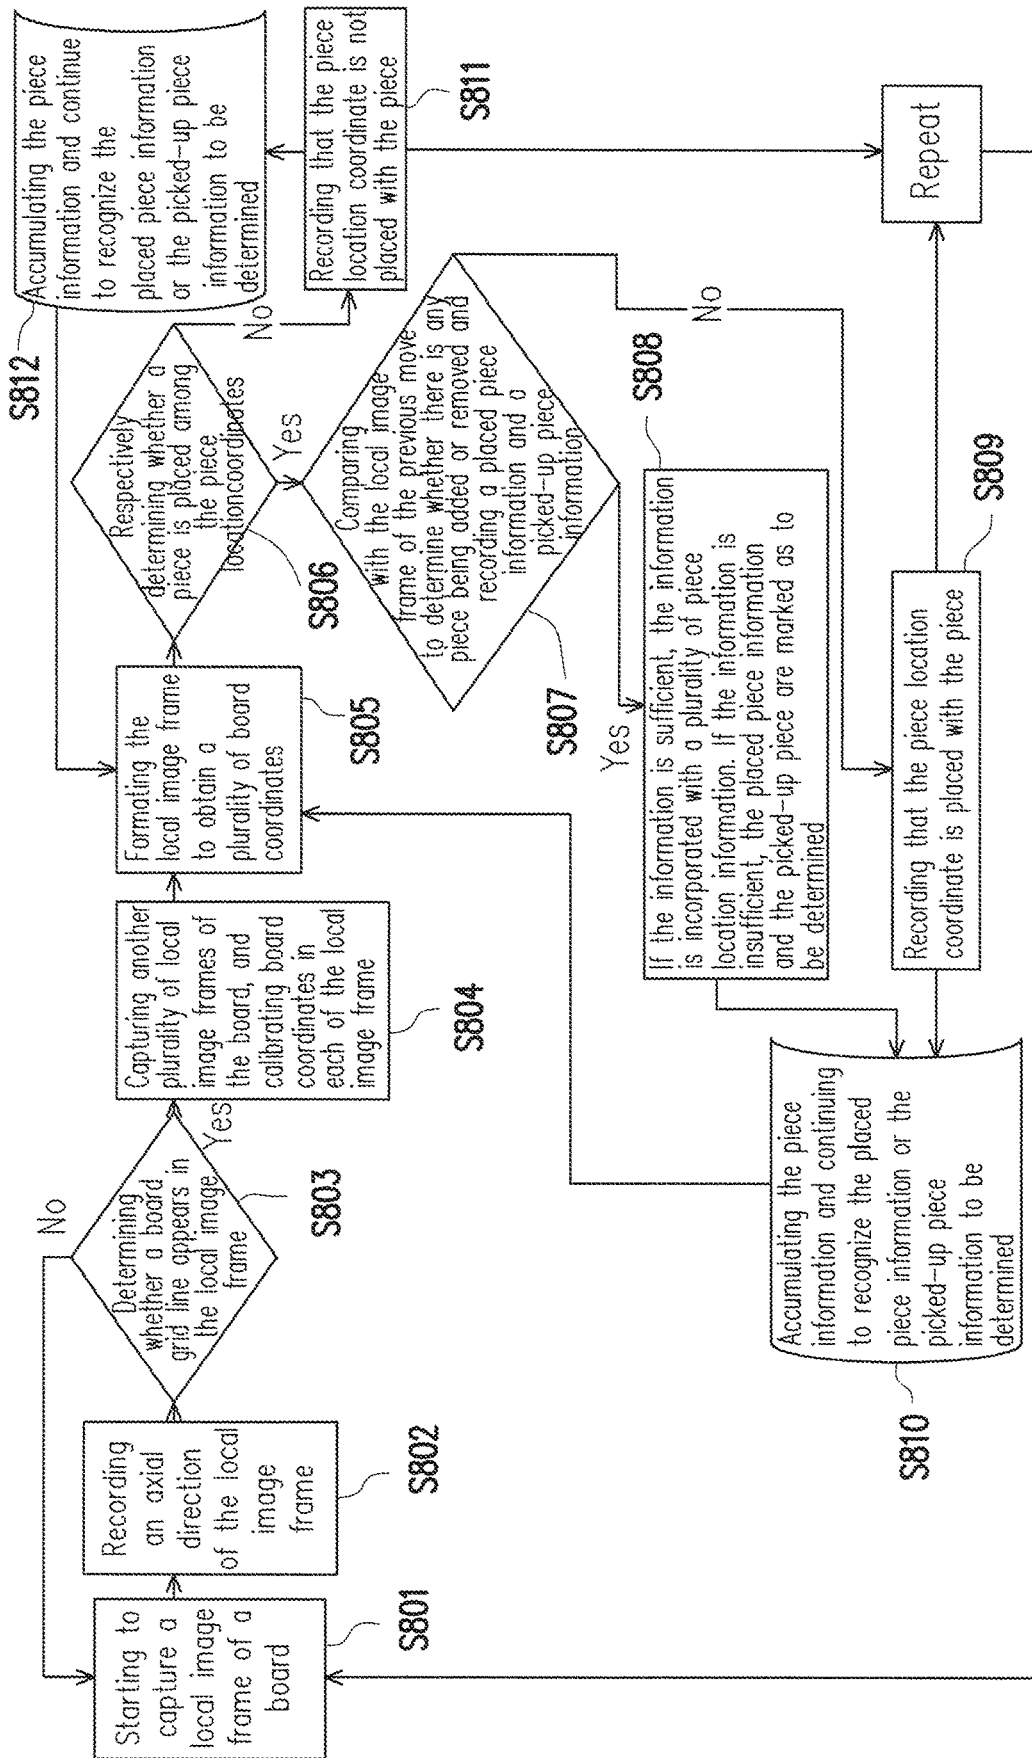 Starting to
capture a
local image
frame of a
board
S801
Recording
an axial
direction
of the local
image
frame
S802
No
Determining
whether a board
grid line appears in
the local image
frame
Yes
S803
Capturing another
plurality of local
image frames of
the board, and
calibrating board
coordinates in
each of the local
image frame
S804
Formating the
local image frame
to obtain a
plurality of board
coordinates
S805
Respectively
determining whether a
piece is placed among
the piece
locationcoordinates
No
Yes
S806
Comparing
with the local image
frame of the previous move
to determine whether there is any
piece being added or removed and
recording a placed piece
information and a
picked-up piece
information
Yes
No
S807
If the information is sufficient, the information
is incorporated with a plurality of piece
location information. If the information is
insufficient, the placed piece information
and the picked-up piece are marked as to
be determined
S808
Recording that the piece location
coordinate is placed with the piece
S809
Accumulating the piece
information and continuing
to recognize the placed
piece information or the
picked-up piece
information to be
determined
S810
Recording that the piece
location coordinate is not
placed with the piece
S811
Accumulating the piece
information and continue
to recognize the
placed piece information
or the picked-up piece
information to be
determined
S812
Repeat